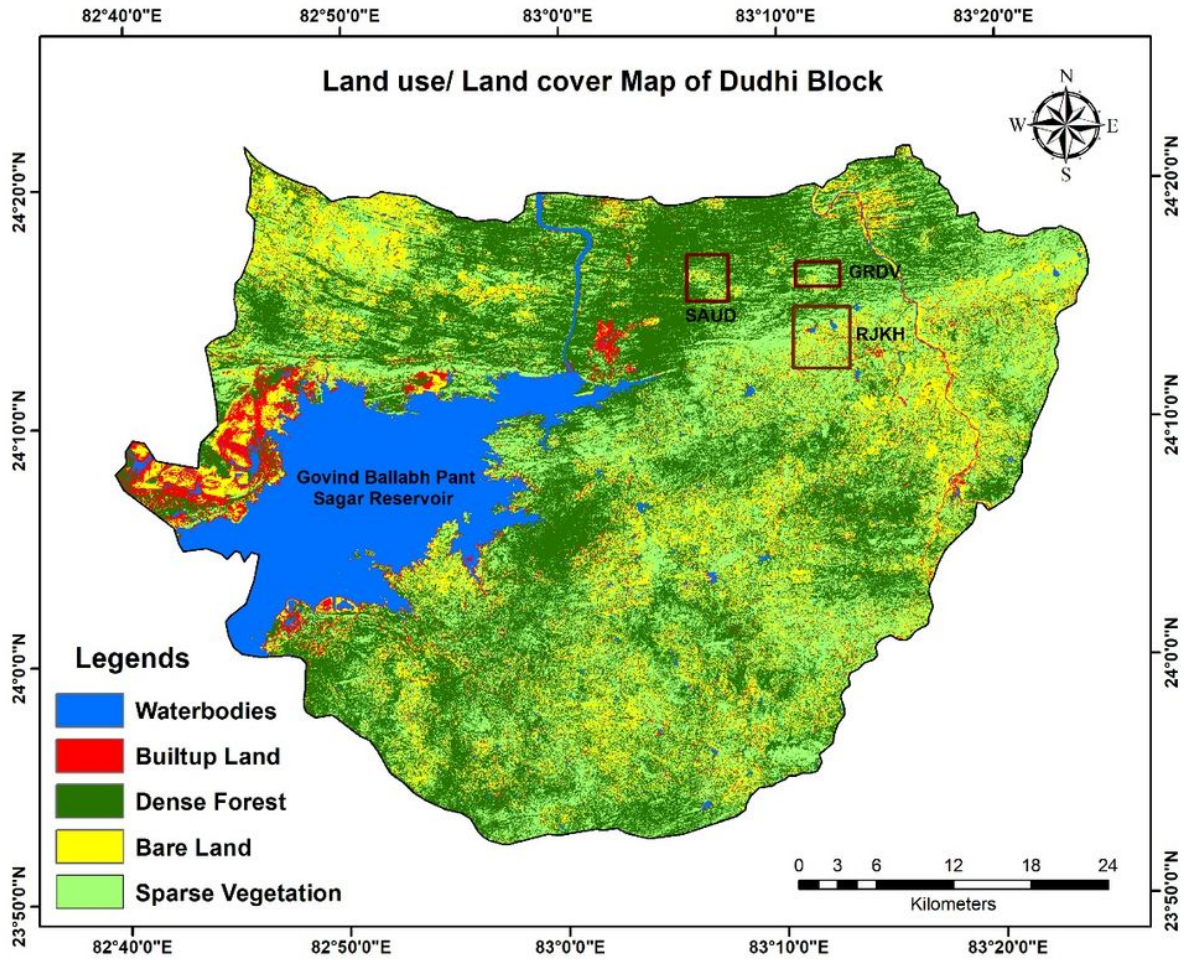 82°40'0"E 82°50'0"E 83°0'0"E 83°10'0"E 83°20'0"E
Land use/ Land cover Map of Dudhi Block
N
W E
S
24°20'0"N
24°20'0"N
GRDV
SAUD
RJKH
24°10'0"N
24°10'0"N
Govind Ballabh Pant
Sagar Reservoir
24°0'0"N
24°0'0"N
Legends
Waterbodies
Builtup Land
Dense Forest
Bare Land
Sparse Vegetation
0 3 6 12 18 24
Kilometers
23°50'0"N
23°50'0"N
82°40'0"E 82°50'0"E 83°0'0"E 83°10'0"E 83°20'0"E